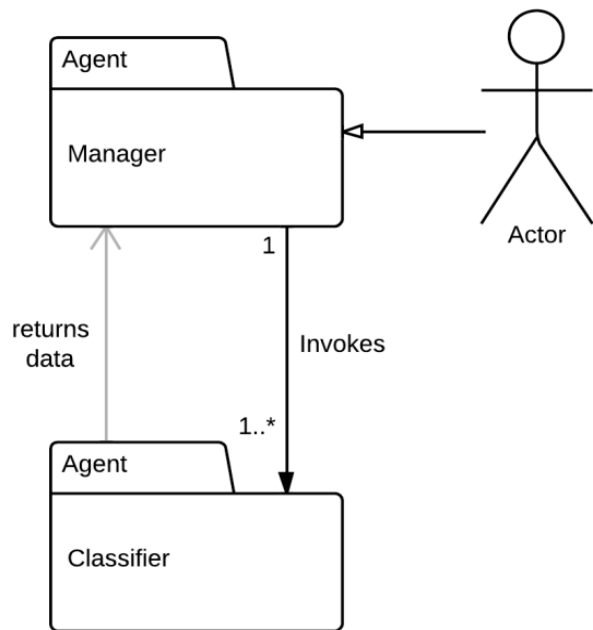 Agent
Manager
Actor
1
returns
data
Invokes
1..*
Agent
Classifier